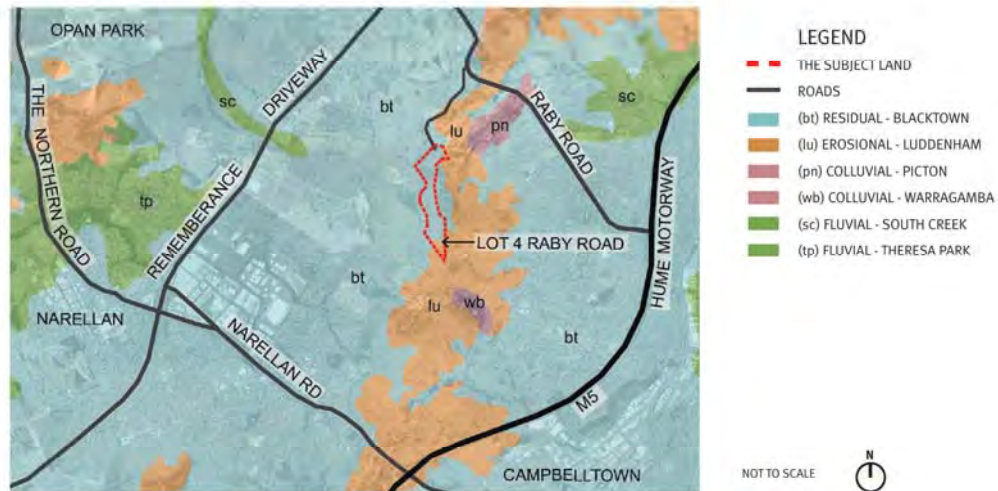 OPAN PARK
THE NORTHERN ROAD
sc
DRIVEWAY
REMEMBERANCE
bt
lu
pn
RABY ROAD
sc
HUME MOTORWAY
tp
LOT 4 RABY ROAD
bt
lu
wb
bt
NARELLAN
NARELLAN RD
M5
CAMPBELLTOWN
LEGEND
THE SUBJECT LAND
ROADS
(bt) RESIDUAL - BLACKTOWN
(lu) EROSIONAL - LUDDENHAM
(pn) COLLUVIAL - PICTON
(wb) COLLUVIAL - WARRAGAMBA
(sc) FLUVIAL - SOUTH CREEK
(tp) FLUVIAL - THERESA PARK
NOT TO SCALE
N